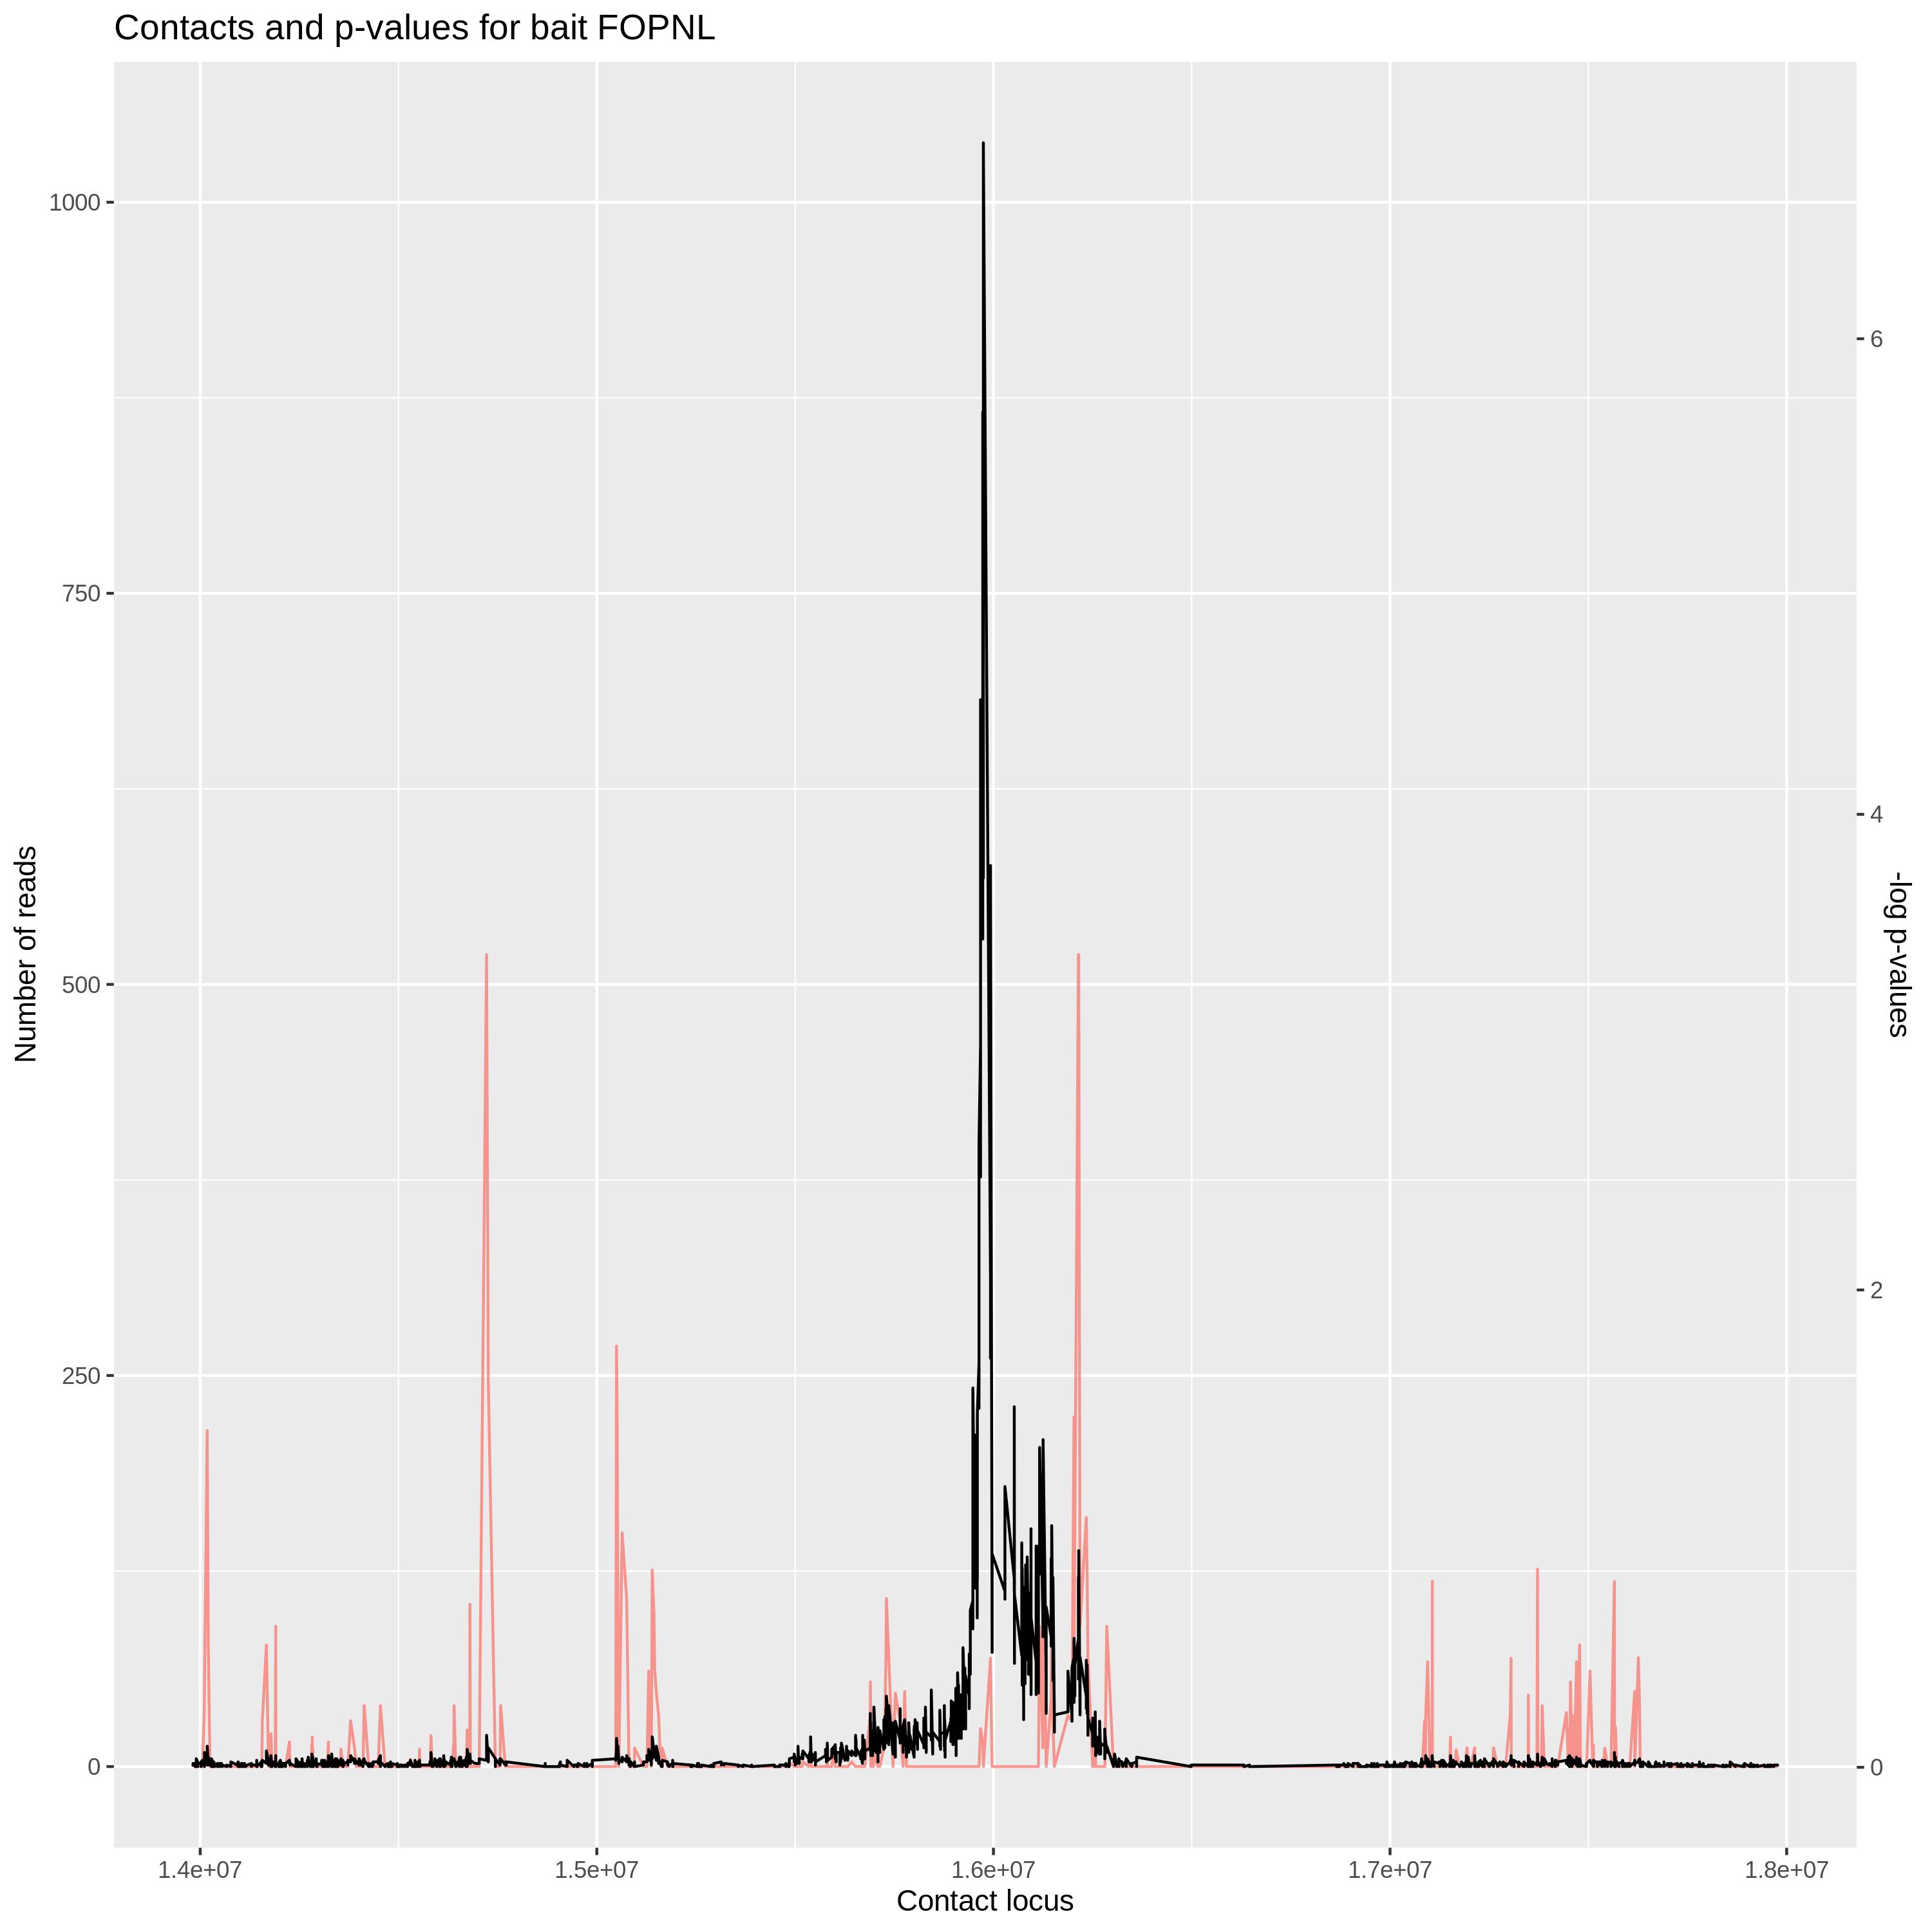 Contacts and p-values for bait FOPNL
1000
750
500
250
0
Number of reads
6
4
2
0
-log p-values
1.4e+07
1.5e+07
1.6e+07
1.7e+07
1.8e+07
Contact locus